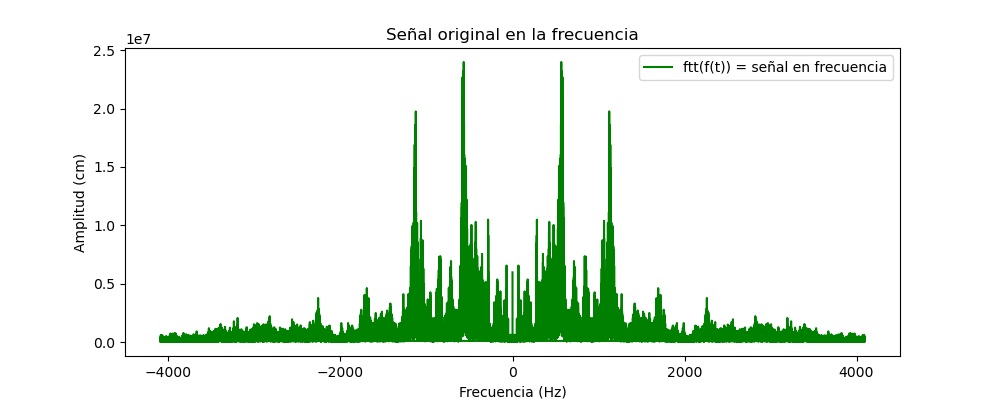 Señal original en la frecuencia
1e7
ftt(f(t)) = señal en frecuencia
2.5
2.0
1.5
1.0
0.5
0.0
Amplitud (cm)
−4000 −2000 0 2000 4000
Frecuencia (Hz)